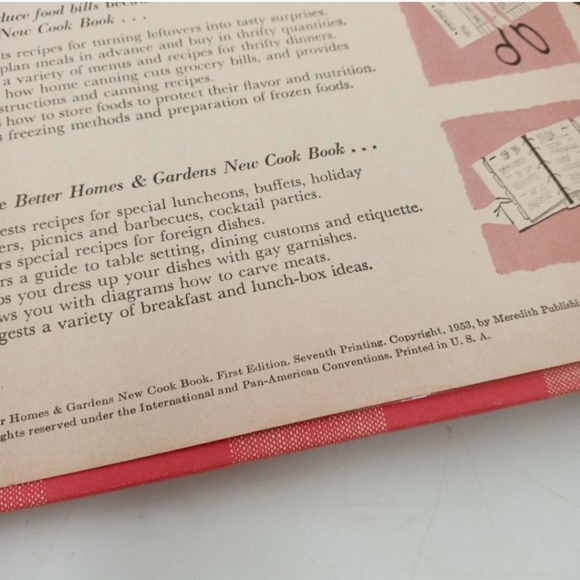 duce food bills
New Cook Book . . .
ts recipes for turning leftovers into tasty surprises.
plan meals in advance and buy in thrifty quantities.
a variety of menus and recipes for thrifty dinners.
how home canning cuts grocery bills, and provides
structions and canning recipes.
how to store foods to protect their flavor and nutrition.
s freezing methods and preparation of frozen foods.
e Better Homes & Gardens New Cook Book . . .
ests recipes for special luncheons, buffets, holiday
ers, picnics and barbecues, cocktail parties.
rs special recipes for foreign dishes.
rs a guide to table setting, dining customs and etiquette.
ps you dress up your dishes with gay garnishes.
ws you with diagrams how to carve meats.
gests a variety of breakfast and lunch-box ideas.
r Homes & Gardens New Cook Book. First Edition. Seventh Printing. Copyright, 1953, by Meredith Publishi
ghts reserved under the International and Pan-American Conventions. Printed in U. S. A.